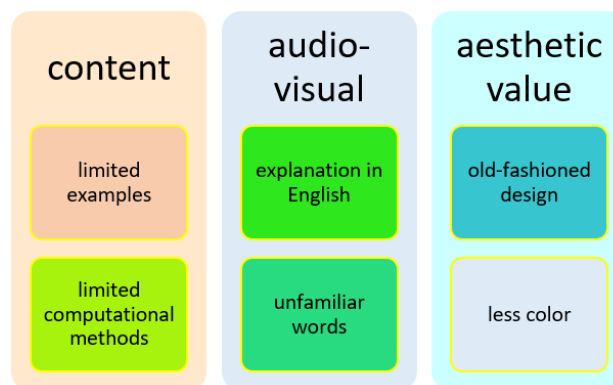 content
limited
examples
limited
computational
methods
audio-
visual
explanation in
English
unfamiliar
words
aesthetic
value
old-fashioned
design
less color